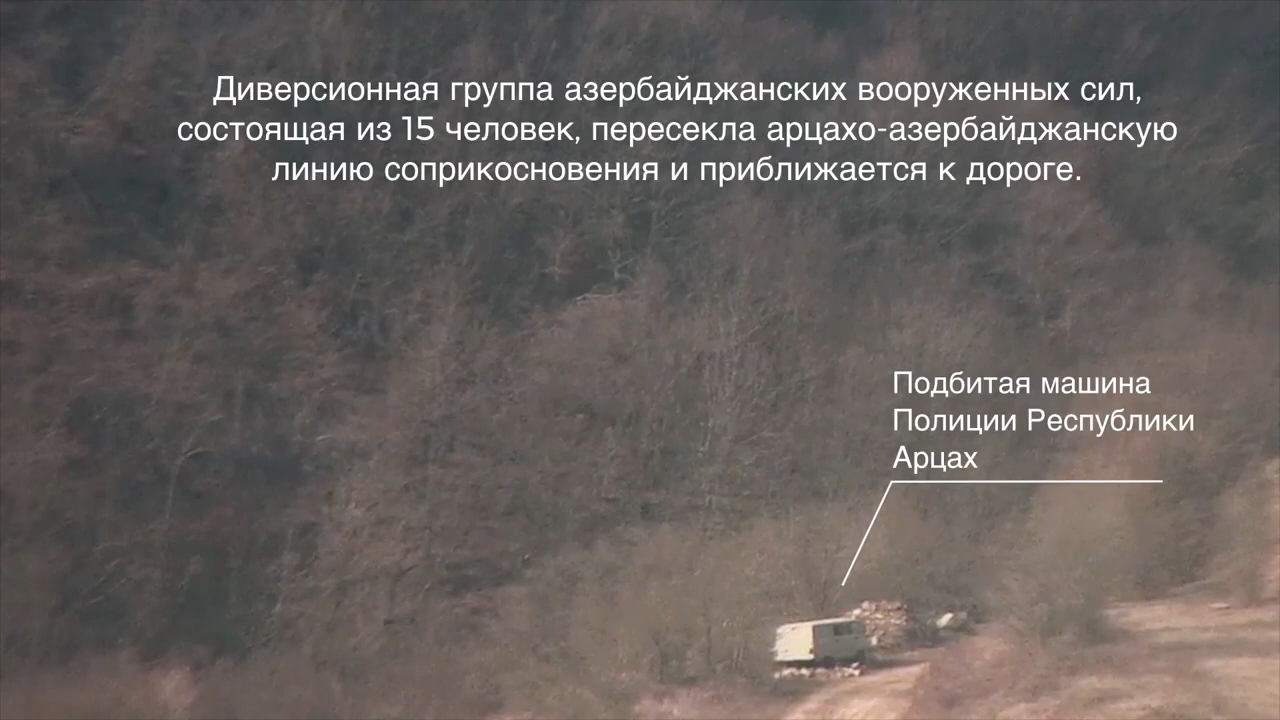 Диверсионная группа азербайджанских вооруженных сил,
состоящая из 15 человек, пересекла арцахо-азербайджанскую
линию соприкосновения и приближается к дороге.
Подбитая машина
Полиции Республики
Арцах